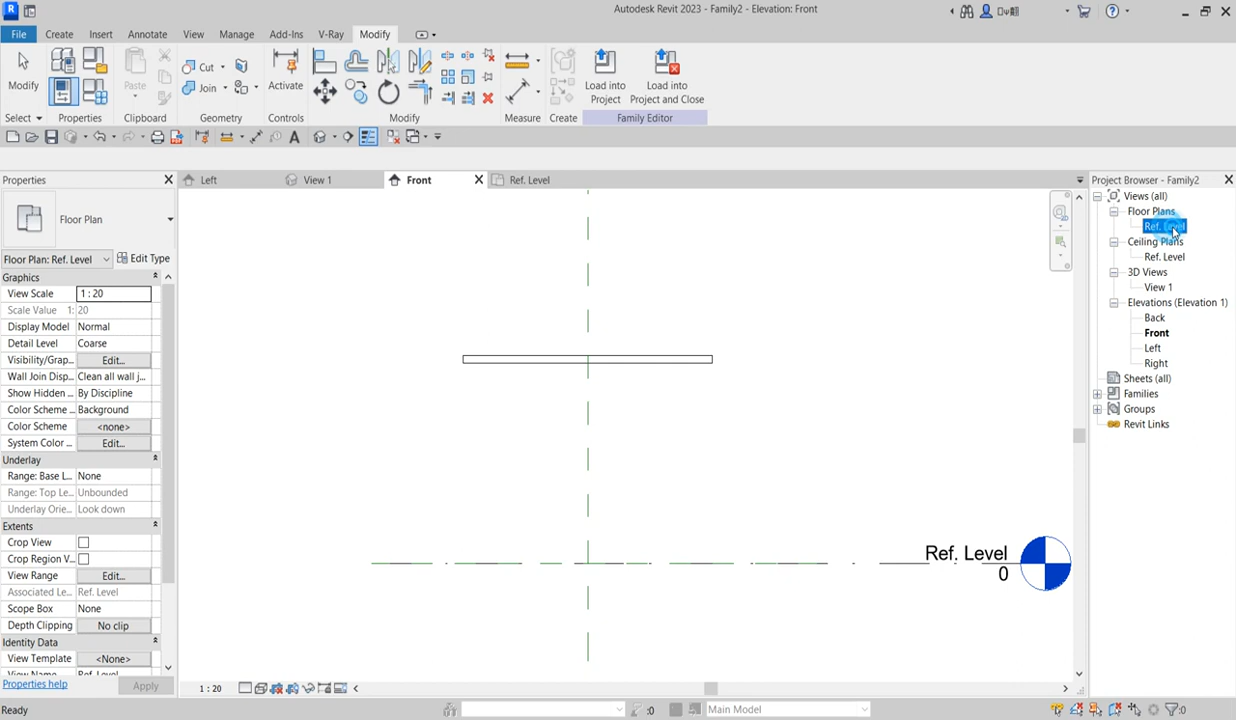 Autodesk Revit 2023 - Family2 - Elevation: Front
File Create Insert Annotate View Manage Add-Ins V-Ray Modify
Modify
Paste
Cut
Join
Activate
Load into
Project
Load into
Project and Close
Select Properties Clipboard Geometry Controls Modify Measure Create Family Editor
Properties
Left
View 1
Front
Ref. Level
Project Browser - Family2
Floor Plan
Floor Plan: Ref. Level
Edit Type
Graphics
View Scale 1 : 20
Scale Value 1: 20
Display Model Normal
Detail Level Coarse
Visibility/Grap... Edit...
Wall Join Disp... Clean all wall j...
Show Hidden ... By Discipline
Color Scheme ... Background
Color Scheme <none>
System Color ... Edit...
Underlay
Range: Base L... None
Range: Top Le... Unbounded
Underlay Orie... Look down
Extents
Crop View
Crop Region V...
View Range Edit...
Associated Le... Ref. Level
Scope Box None
Depth Clipping No clip
Identity Data
View Template <None>
View Name Ref. Level
Properties help
Apply
Ref. Level
0
Views (all)
Floor Plans
Ref. Level
Ceiling Plans
Ref. Level
3D Views
View 1
Elevations (Elevation 1)
Back
Front
Left
Right
Sheets (all)
Families
Groups
Revit Links
1 : 20
Ready
:0
Main Model
:0